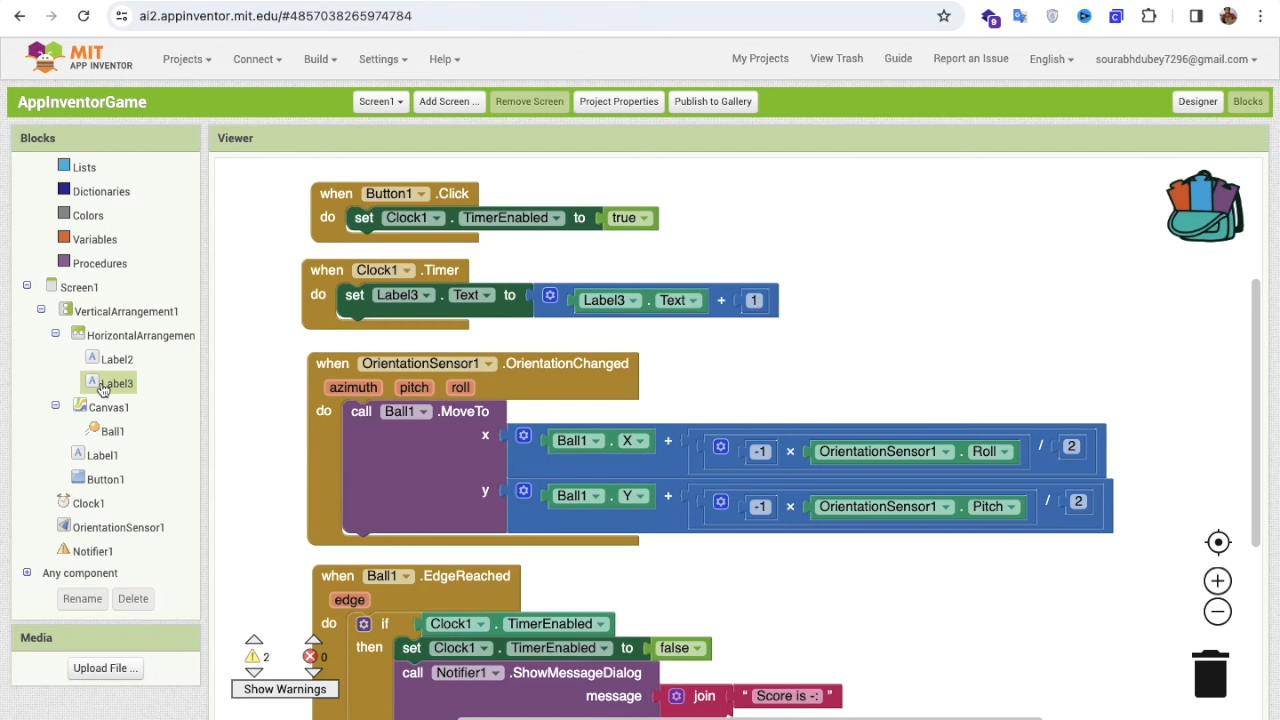 ai2.appinventor.mit.edu/#4857038265974784
9
MIT
APP INVENTOR
Projects Connect Build Settings Help My Projects View Trash Guide Report an Issue English sourabhdubey7296@gmail.com
AppInventorGame
Screen1 Add Screen ... Remove Screen Project Properties Publish to Gallery Designer Blocks
Blocks
Viewer
Lists
Dictionaries
Colors
Variables
Procedures
Screen1
VerticalArrangement1
HorizontalArrangemen
Label2
Label3
Canvas1
Ball1
Label1
Button1
Clock1
OrientationSensor1
Notifier1
Any component
Rename Delete
Media
Upload File ...
when Button1 .Click
do set Clock1 . TimerEnabled to true
when Clock1 .Timer
do set Label3 . Text to Label3 . Text + 1
when OrientationSensor1 .OrientationChanged
azimuth pitch roll
do call Ball1 .MoveTo
x Ball1 . X + -1 × OrientationSensor1 . Roll / 2
y Ball1 . Y + -1 × OrientationSensor1 . Pitch / 2
when Ball1 .EdgeReached
edge
do if Clock1 . TimerEnabled
then set Clock1 . TimerEnabled to false
call Notifier1 .ShowMessageDialog
message join " Score is -: "
2 0
Show Warnings